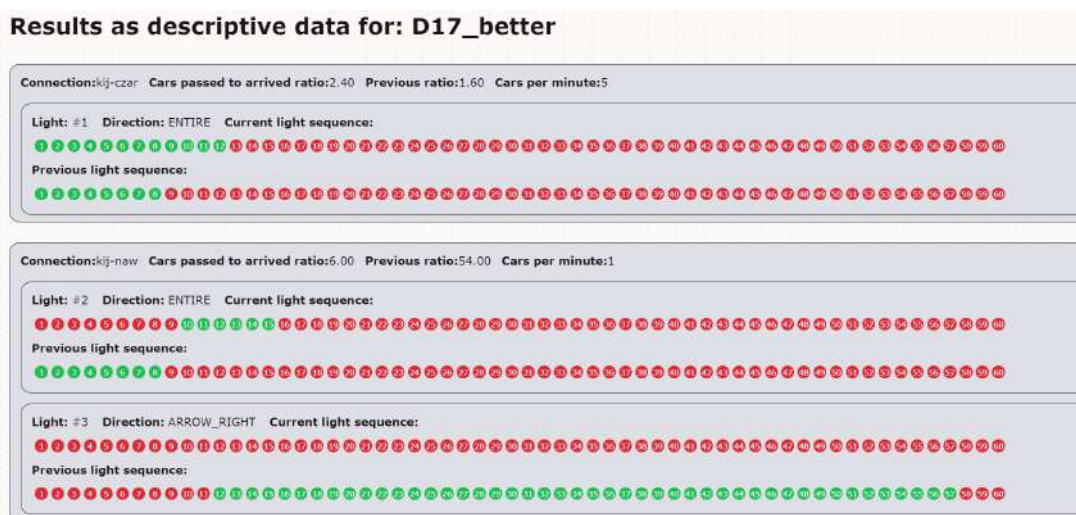 Results as descriptive data for: D17_better
Connection:kij-czar Cars passed to arrived ratio:2.40 Previous ratio:1.60 Cars per minute:5
Light: #1 Direction: ENTIRE Current light sequence:
1 2 3 4 5 6 7 8 9 10 11 12 13 14 15 16 17 18 19 20 21 22 23 24 25 26 27 28 29 30 31 32 33 34 35 36 37 38 39 40 41 42 43 44 45 46 47 48 49 50 51 52 53 54 55 56 57 58 59 60
Previous light sequence:
1 2 3 4 5 6 7 8 9 10 11 12 13 14 15 16 17 18 19 20 21 22 23 24 25 26 27 28 29 30 31 32 33 34 35 36 37 38 39 40 41 42 43 44 45 46 47 48 49 50 51 52 53 54 55 56 57 58 59 60
Connection:kij-naw Cars passed to arrived ratio:6.00 Previous ratio:54.00 Cars per minute:1
Light: #2 Direction: ENTIRE Current light sequence:
1 2 3 4 5 6 7 8 9 10 11 12 13 14 15 16 17 18 19 20 21 22 23 24 25 26 27 28 29 30 31 32 33 34 35 36 37 38 39 40 41 42 43 44 45 46 47 48 49 50 51 52 53 54 55 56 57 58 59 60
Previous light sequence:
1 2 3 4 5 6 7 8 9 10 11 12 13 14 15 16 17 18 19 20 21 22 23 24 25 26 27 28 29 30 31 32 33 34 35 36 37 38 39 40 41 42 43 44 45 46 47 48 49 50 51 52 53 54 55 56 57 58 59 60
Light: #3 Direction: ARROW_RIGHT Current light sequence:
1 2 3 4 5 6 7 8 9 10 11 12 13 14 15 16 17 18 19 20 21 22 23 24 25 26 27 28 29 30 31 32 33 34 35 36 37 38 39 40 41 42 43 44 45 46 47 48 49 50 51 52 53 54 55 56 57 58 59 60
Previous light sequence:
1 2 3 4 5 6 7 8 9 10 11 12 13 14 15 16 17 18 19 20 21 22 23 24 25 26 27 28 29 30 31 32 33 34 35 36 37 38 39 40 41 42 43 44 45 46 47 48 49 50 51 52 53 54 55 56 57 58 59 60